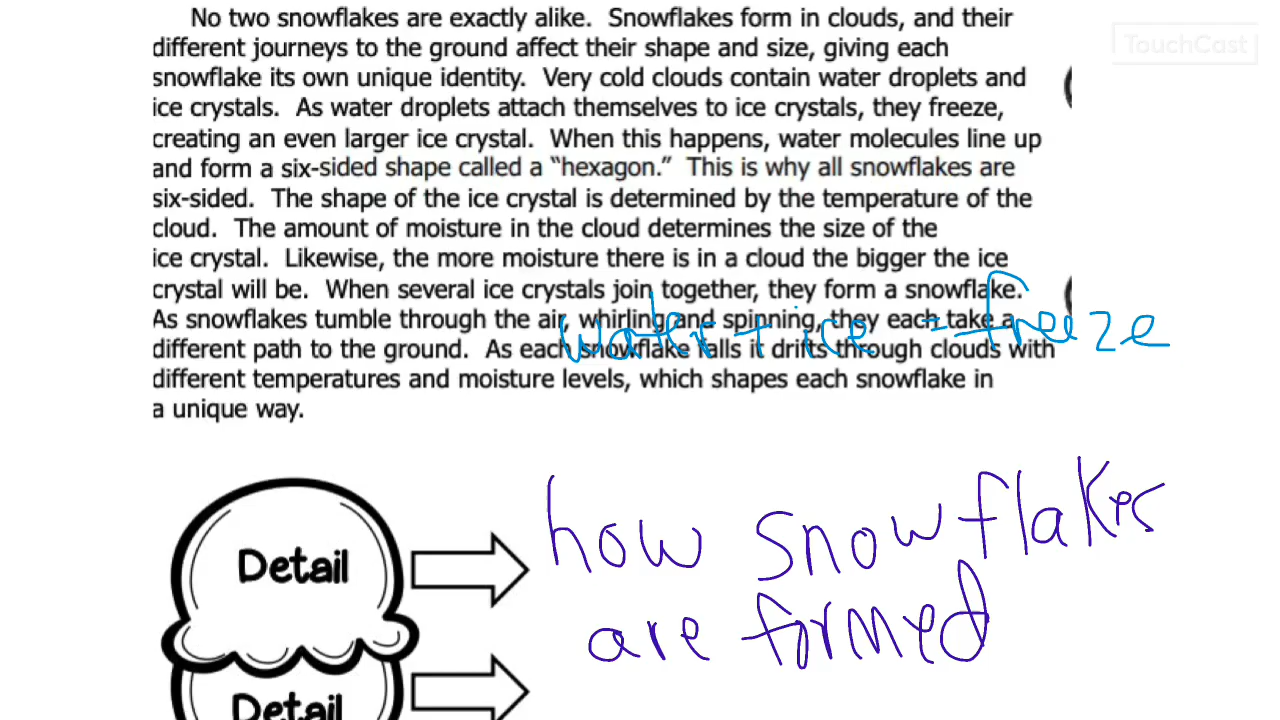 No two snowflakes are exactly alike.  Snowflakes form in clouds, and their
different journeys to the ground affect their shape and size, giving each
snowflake its own unique identity.  Very cold clouds contain water droplets and
ice crystals.  As water droplets attach themselves to ice crystals, they freeze,
creating an even larger ice crystal.  When this happens, water molecules line up
and form a six-sided shape called a “hexagon.”  This is why all snowflakes are
six-sided.  The shape of the ice crystal is determined by the temperature of the
cloud.  The amount of moisture in the cloud determines the size of the
ice crystal.  Likewise, the more moisture there is in a cloud the bigger the ice
crystal will be.  When several ice crystals join together, they form a snowflake.
As snowflakes tumble through the air, whirling and spinning, they each take a
different path to the ground.  As each snowflake falls it drifts through clouds with
different temperatures and moisture levels, which shapes each snowflake in
a unique way.
TouchCast
water + ice = freeze
Detail
how snowflakes
are formed
Detail